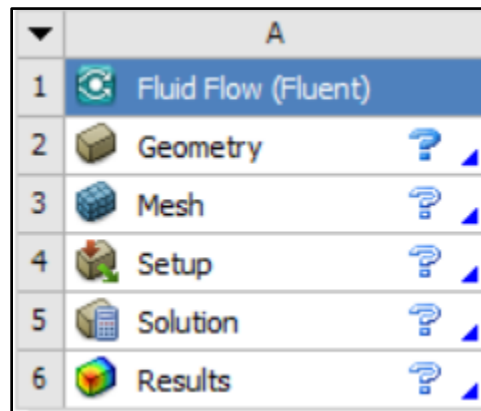 A
1 Fluid Flow (Fluent)
2 Geometry ?
3 Mesh ?
4 Setup ?
5 Solution ?
6 Results ?